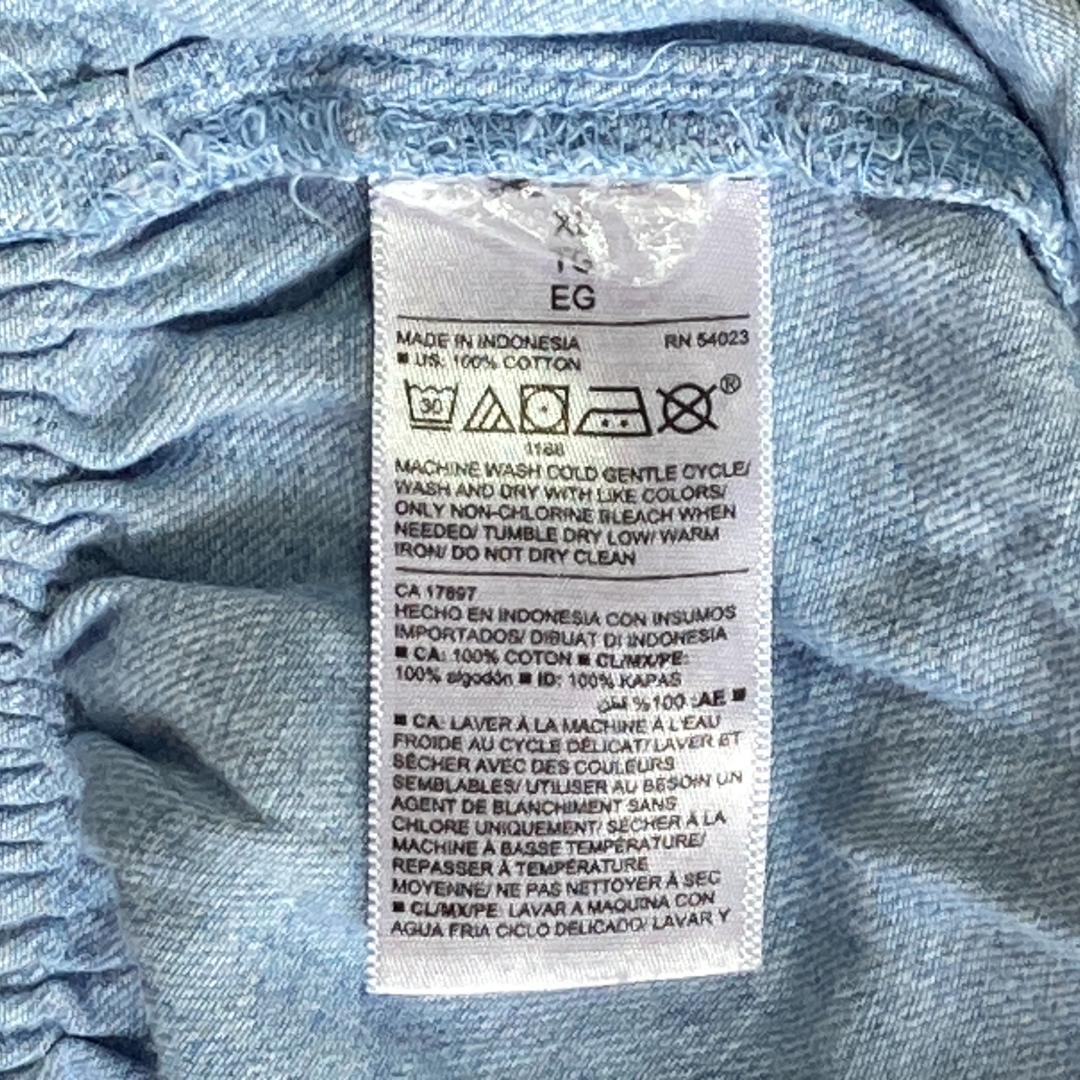 XL
TG
EG
MADE IN INDONESIA RN 54023
■ US: 100% COTTON
30 ®
1188
MACHINE WASH COLD GENTLE CYCLE/
WASH AND DRY WITH LIKE COLORS/
ONLY NON-CHLORINE BLEACH WHEN
NEEDED/ TUMBLE DRY LOW/ WARM
IRON/ DO NOT DRY CLEAN
CA 17897
HECHO EN INDONESIA CON INSUMOS
IMPORTADOS/ DIBUAT DI INDONESIA
■ CA: 100% COTON ■ CL/MX/PE:
100% algodón ■ ID: 100% KAPAS
■ AE: 100% قطن
■ CA: LAVER À LA MACHINE À L'EAU
FROIDE AU CYCLE DÉLICAT/ LAVER ET
SÉCHER AVEC DES COULEURS
SEMBLABLES/ UTILISER AU BESOIN UN
AGENT DE BLANCHIMENT SANS
CHLORE UNIQUEMENT/ SÉCHER À LA
MACHINE À BASSE TEMPÉRATURE/
REPASSER À TEMPÉRATURE
MOYENNE/ NE PAS NETTOYER À SEC
■ CL/MX/PE: LAVAR A MAQUINA CON
AGUA FRIA CICLO DELICADO/ LAVAR Y